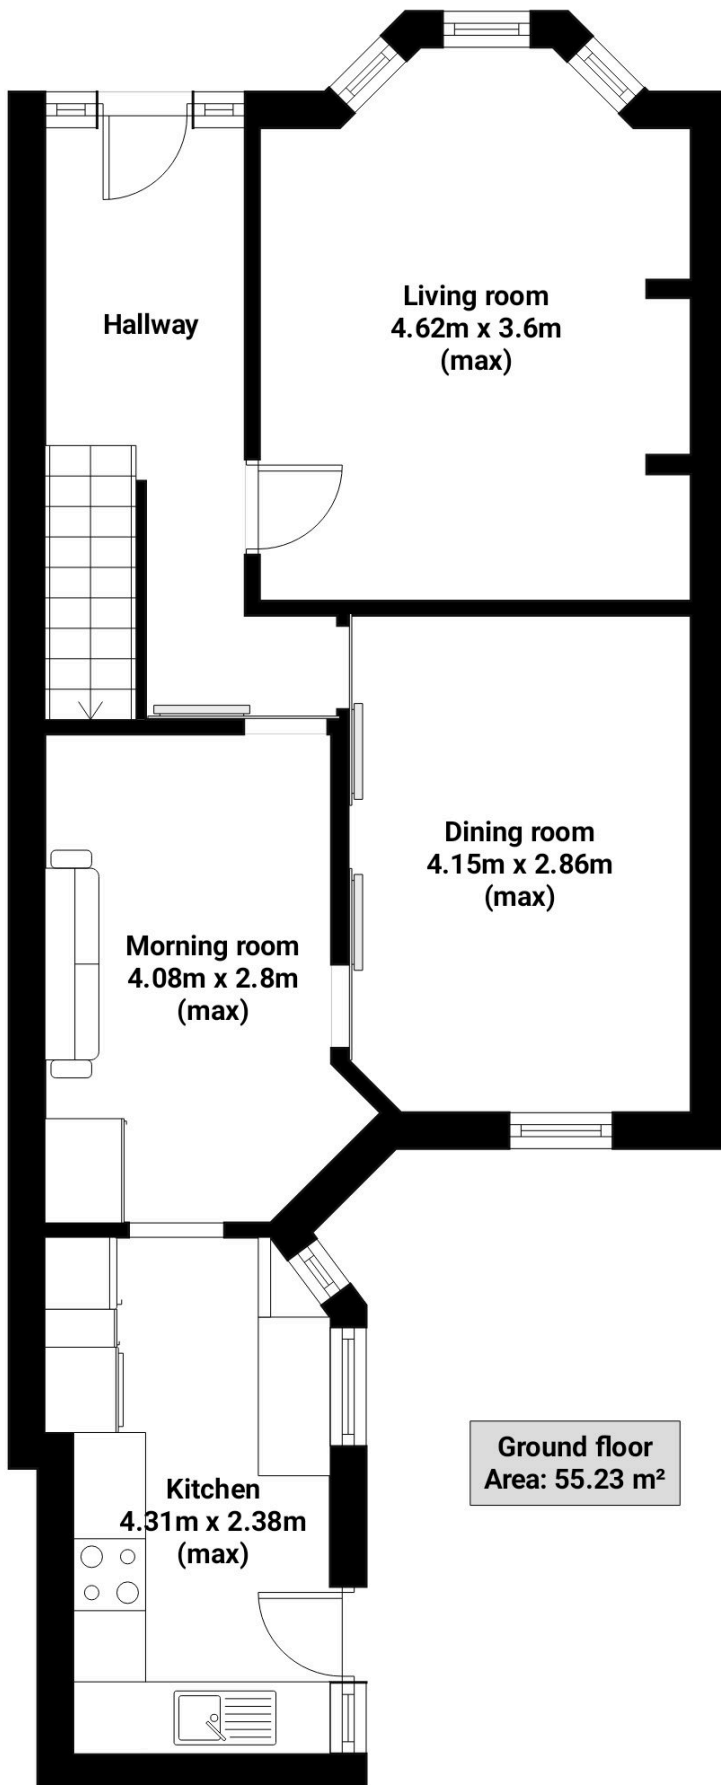 Hallway
Living room
4.62m x 3.6m
(max)
Dining room
4.15m x 2.86m
(max)
Morning room
4.08m x 2.8m
(max)
Kitchen
4.31m x 2.38m
(max)
Ground floor
Area: 55.23 m²